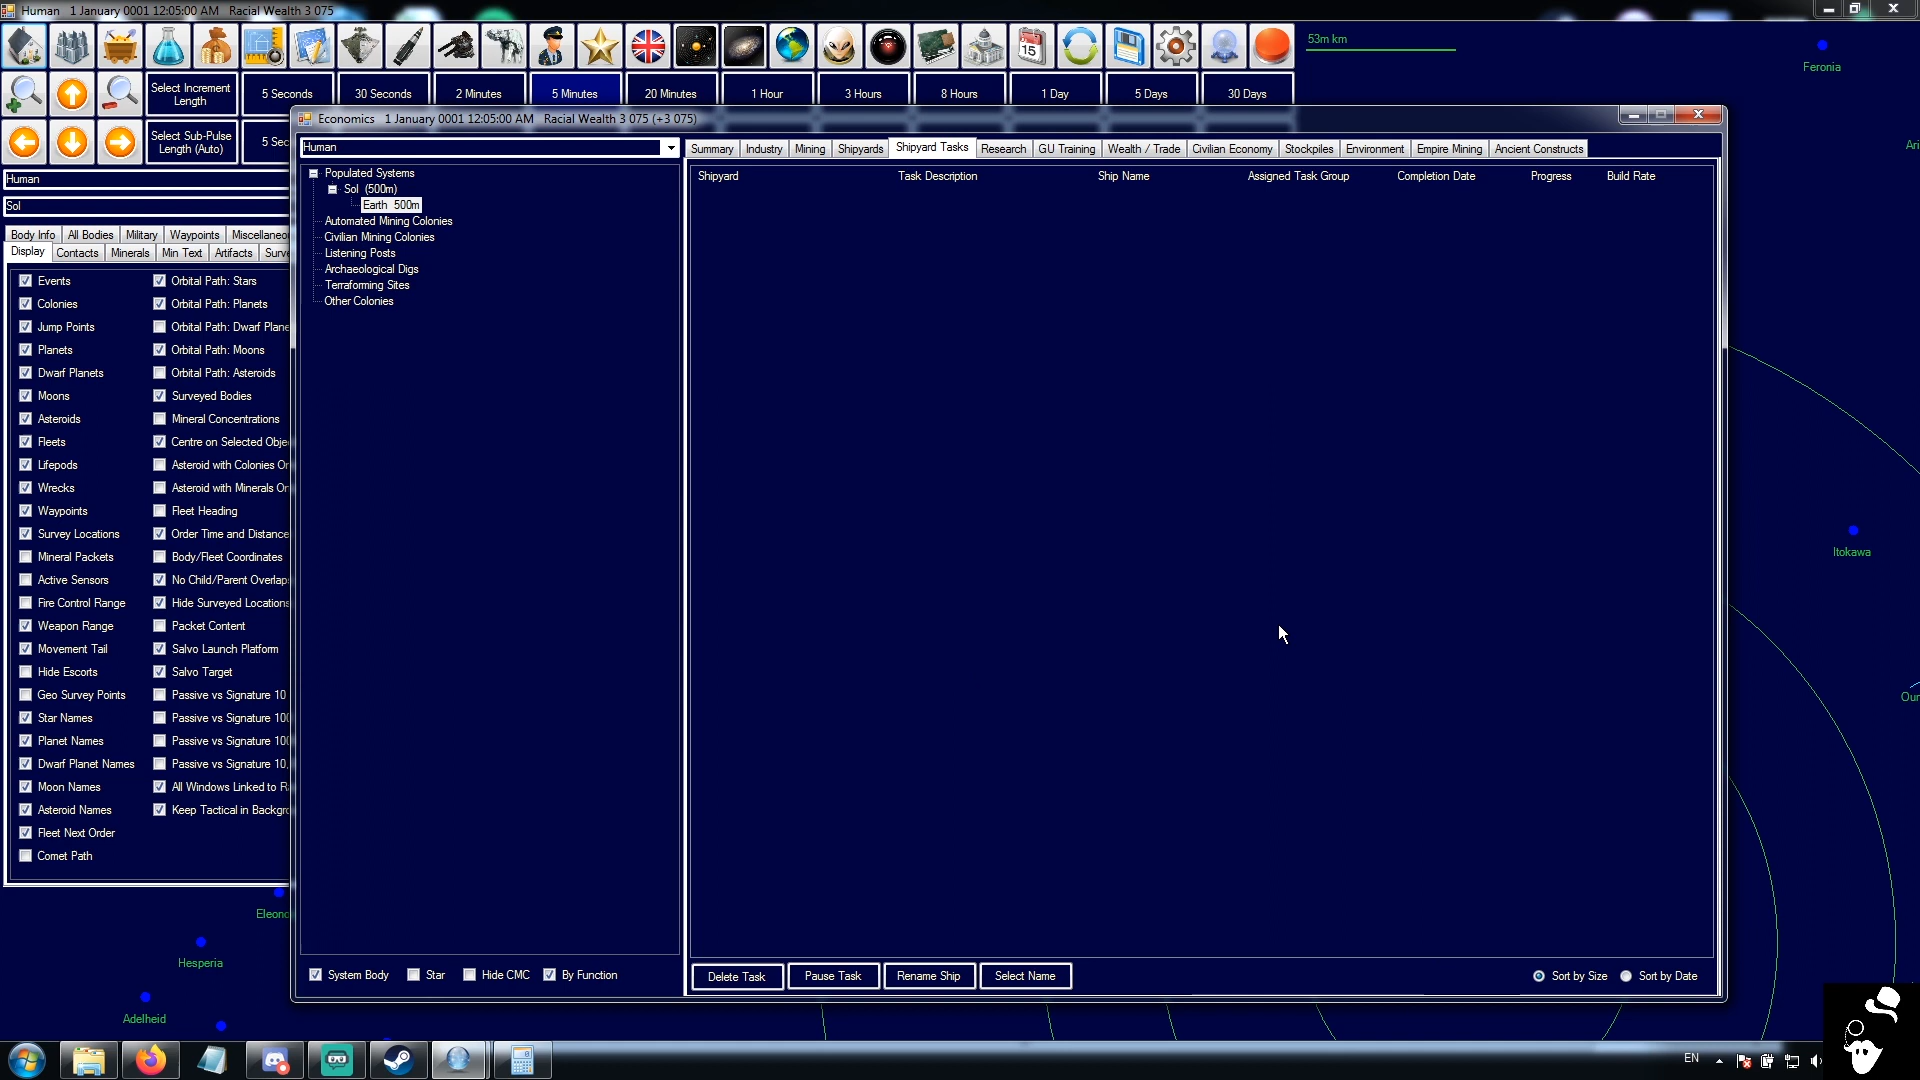 Human 1 January 0001 12:05:00 AM Racial Wealth 3 075
53m km
Feronia
Select Increment Length
5 Seconds
30 Seconds
2 Minutes
5 Minutes
20 Minutes
1 Hour
3 Hours
8 Hours
1 Day
5 Days
30 Days
Select Sub-Pulse Length (Auto)
5 Sec
Human
Sol
Body Info All Bodies Military Waypoints Miscellaneo
Display Contacts Minerals Min Text Artifacts Surve
Events Orbital Path: Stars
Colonies Orbital Path: Planets
Jump Points Orbital Path: Dwarf Plane
Planets Orbital Path: Moons
Dwarf Planets Orbital Path: Asteroids
Moons Surveyed Bodies
Asteroids Mineral Concentrations
Fleets Centre on Selected Obje
Lifepods Asteroid with Colonies On
Wrecks Asteroid with Minerals On
Waypoints Fleet Heading
Survey Locations Order Time and Distance
Mineral Packets Body/Fleet Coordinates
Active Sensors No Child/Parent Overlap
Fire Control Range Hide Surveyed Locations
Weapon Range Packet Content
Movement Tail Salvo Launch Platform
Hide Escorts Salvo Target
Geo Survey Points Passive vs Signature 10
Star Names Passive vs Signature 100
Planet Names Passive vs Signature 100
Dwarf Planet Names Passive vs Signature 10,
Moon Names All Windows Linked to R
Asteroid Names Keep Tactical in Backgro
Fleet Next Order
Comet Path
Economics 1 January 0001 12:05:00 AM Racial Wealth 3 075 (+3 075)
Human
Summary Industry Mining Shipyards Shipyard Tasks Research GU Training Wealth / Trade Civilian Economy Stockpiles Environment Empire Mining Ancient Constructs
Populated Systems
Sol (500m)
Earth 500m
Automated Mining Colonies
Civilian Mining Colonies
Listening Posts
Archaeological Digs
Terraforming Sites
Other Colonies
Shipyard Task Description Ship Name Assigned Task Group Completion Date Progress Build Rate
System Body Star Hide CMC By Function
Delete Task Pause Task Rename Ship Select Name
Sort by Size Sort by Date
Ari
Itokawa
Our
Eleono
Hesperia
Adelheid
15
EN